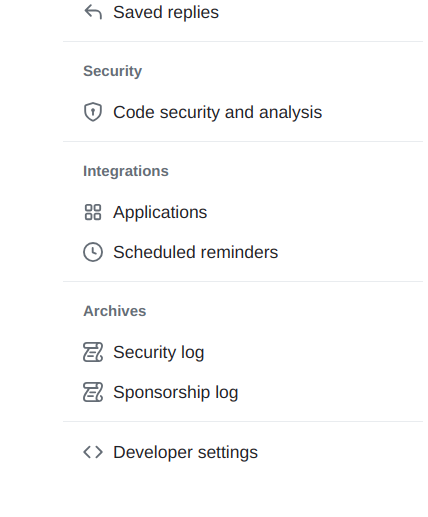 Saved replies
Security
Code security and analysis
Integrations
Applications
Scheduled reminders
Archives
Security log
Sponsorship log
Developer settings